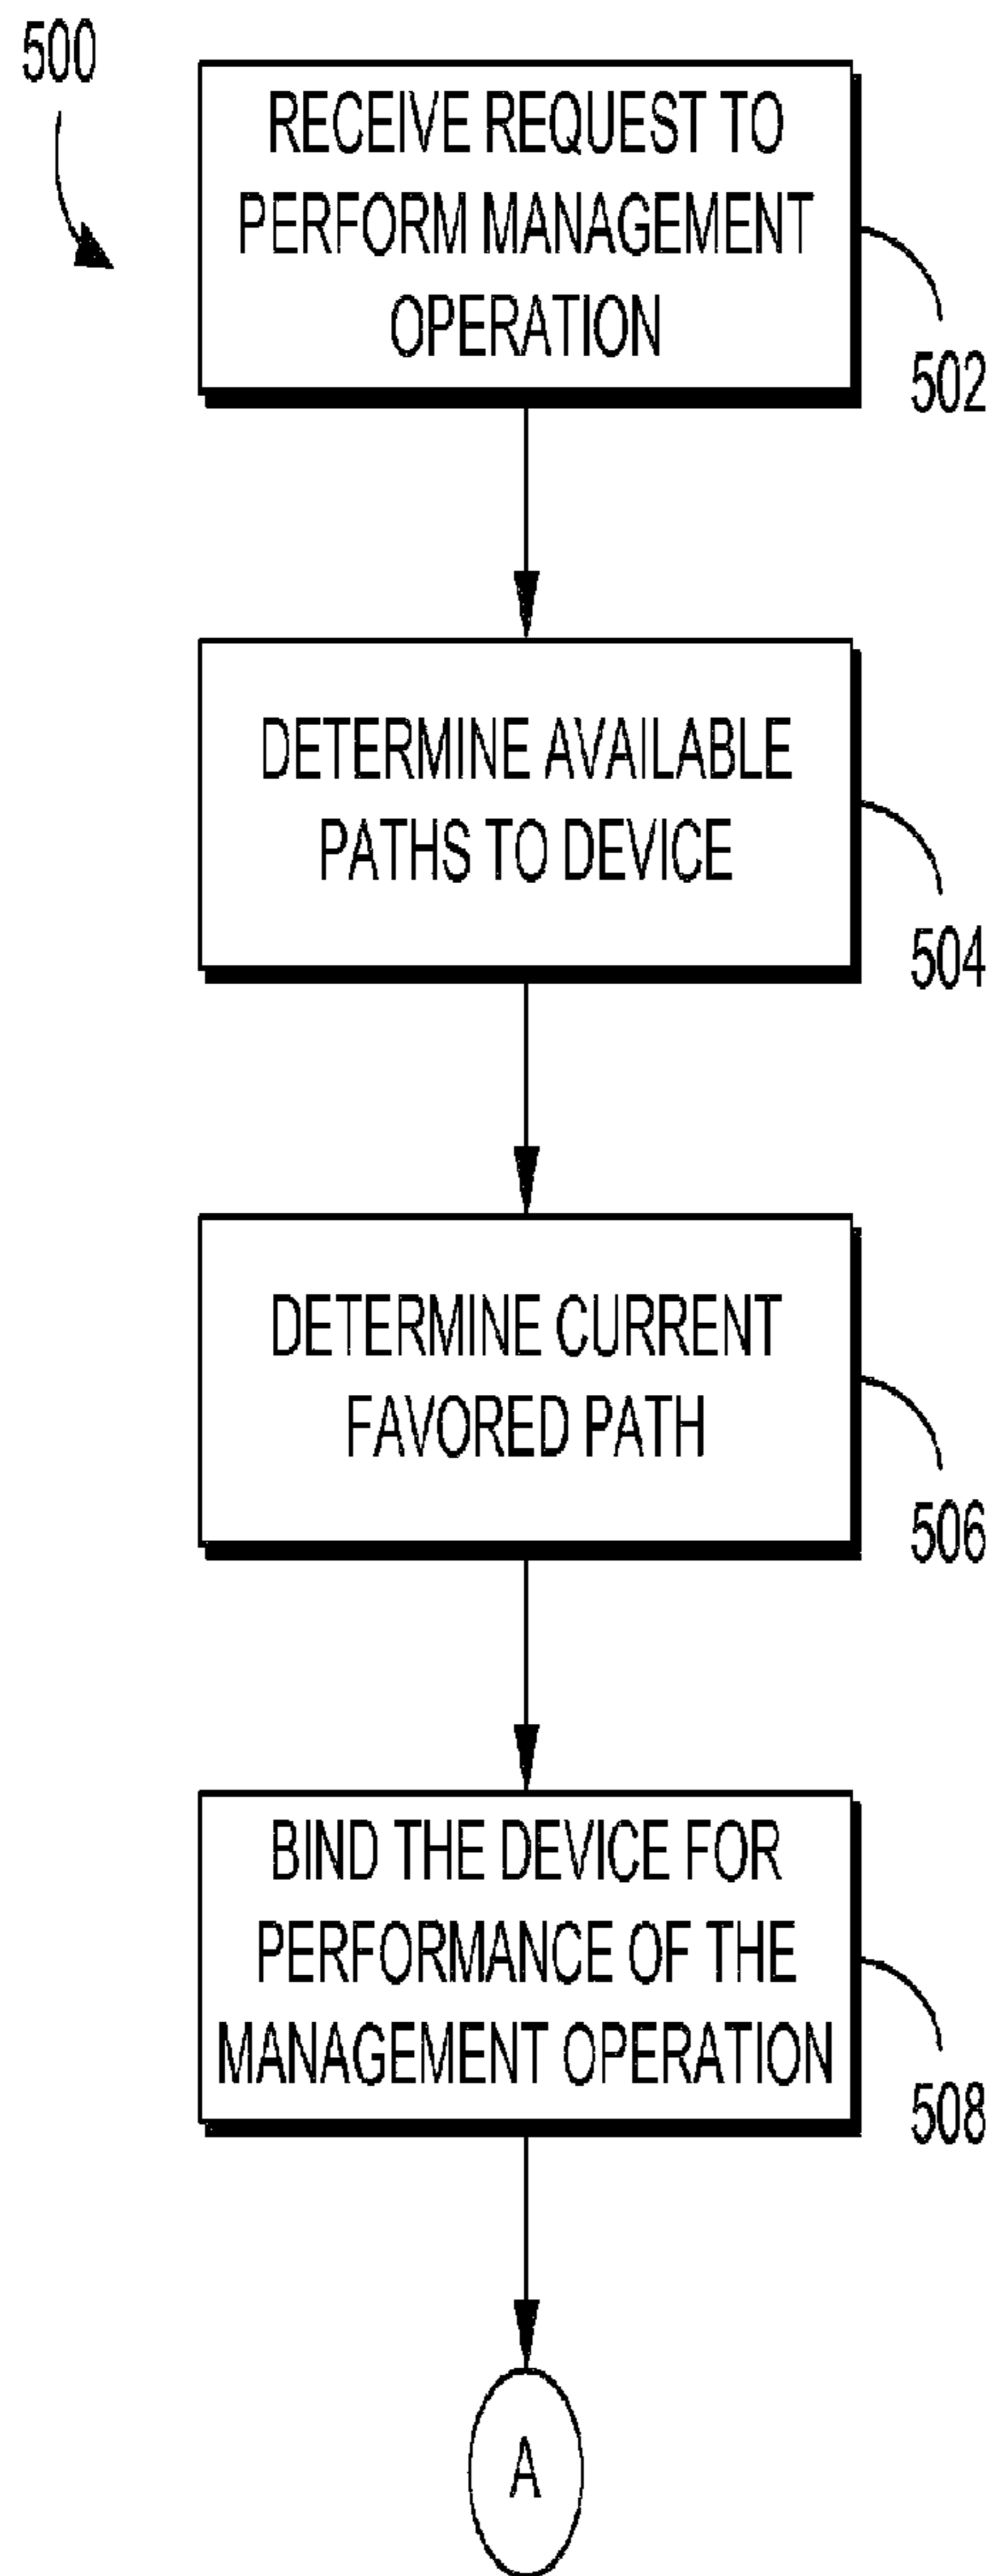 500
RECEIVE REQUEST TO
PERFORM MANAGEMENT
OPERATION
502
DETERMINE AVAILABLE
PATHS TO DEVICE
504
DETERMINE CURRENT
FAVORED PATH
506
BIND THE DEVICE FOR
PERFORMANCE OF THE
MANAGEMENT OPERATION
508
A